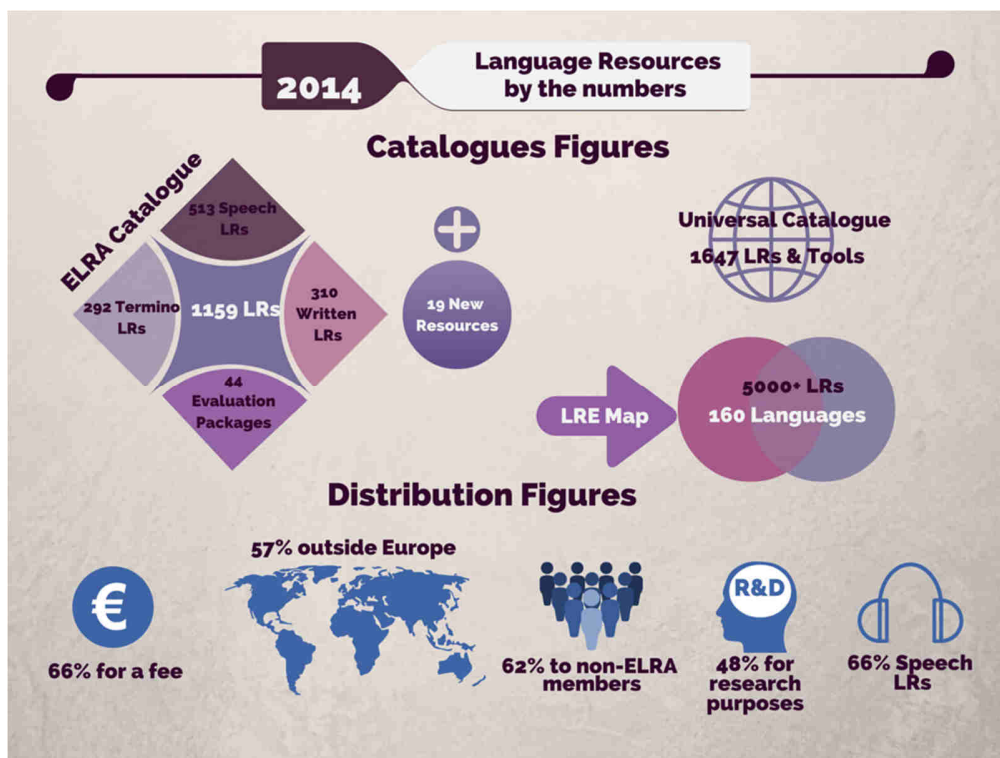 2014
Language Resources
by the numbers
Catalogues Figures
ELRA Catalogue
513 Speech
LRs
292 Termino
LRs
1159 LRs
310
Written
LRs
44
Evaluation
Packages
19 New
Resources
Universal Catalogue
1647 LRs & Tools
LRE Map
5000+ LRs
160 Languages
Distribution Figures
€
66% for a fee
57% outside Europe
62% to non-ELRA
members
R&D
48% for
research
purposes
66% Speech
LRs